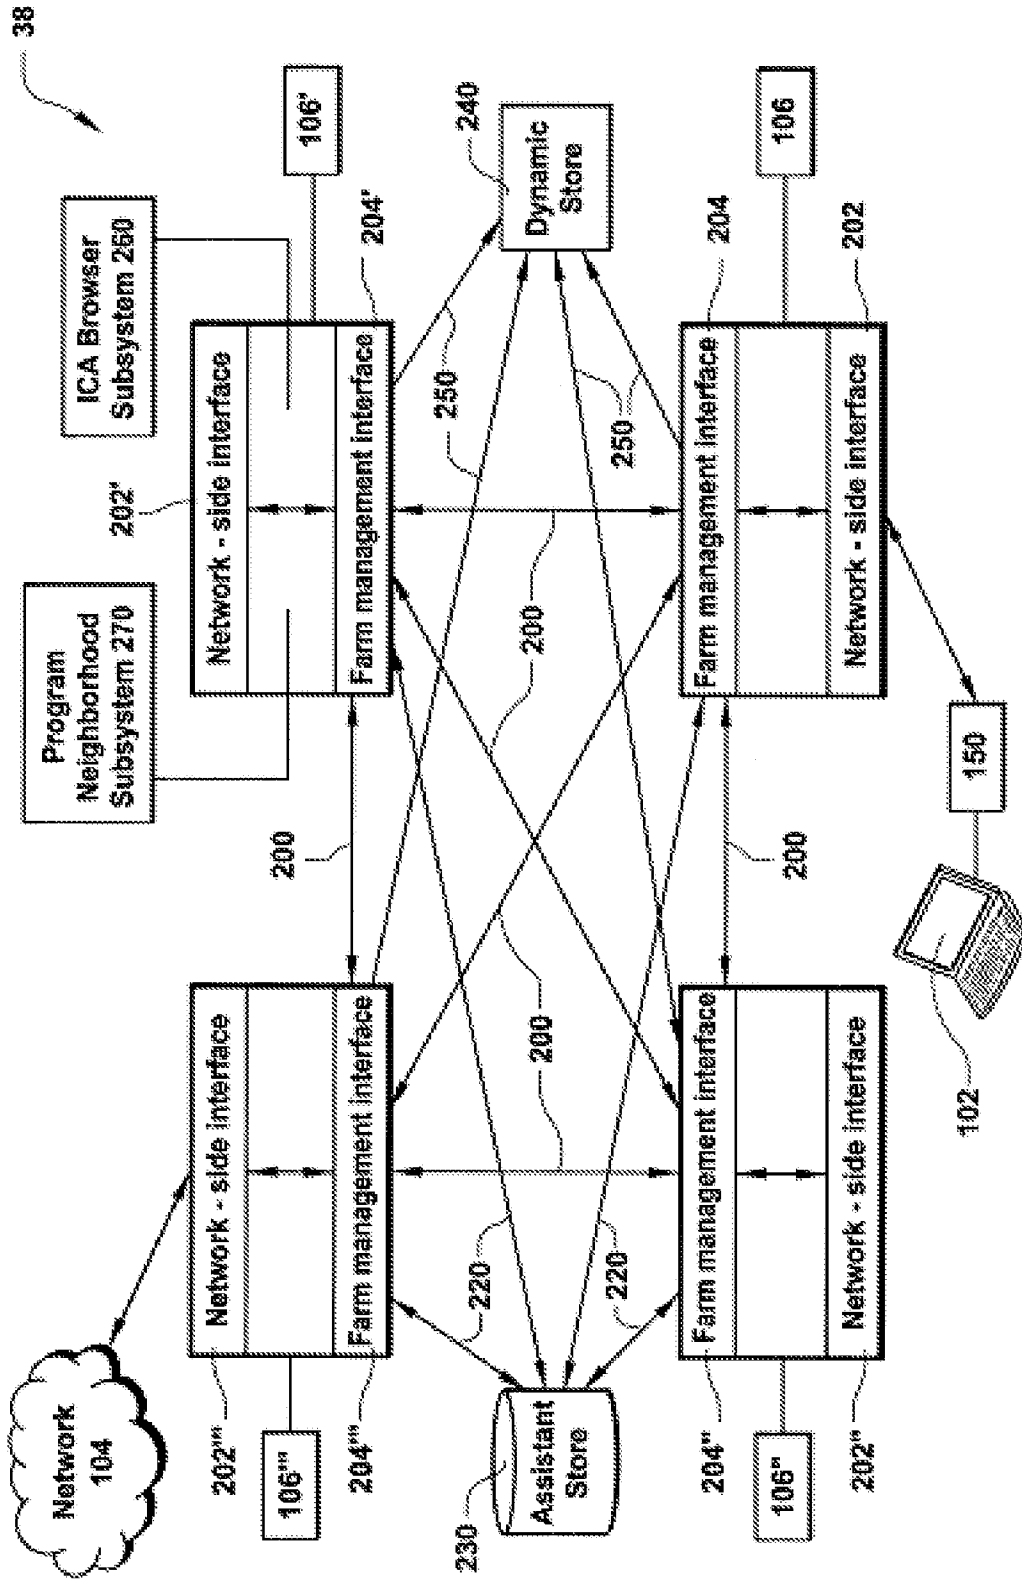 38
Network
104
Program
Neighborhood
Subsystem 270
ICA Browser
Subsystem 260
202'''
202'
106'''
Network - side interface
Network - side interface
106'
204'''
Farm management interface
Farm management interface
204'
200
220
250
230
Assistant
Store
200
200
200
200
250
240
Dynamic
Store
220
250
204"
Farm management interface
Farm management interface
204
106"
200
106
202"
Network - side interface
Network - side interface
202
102
150